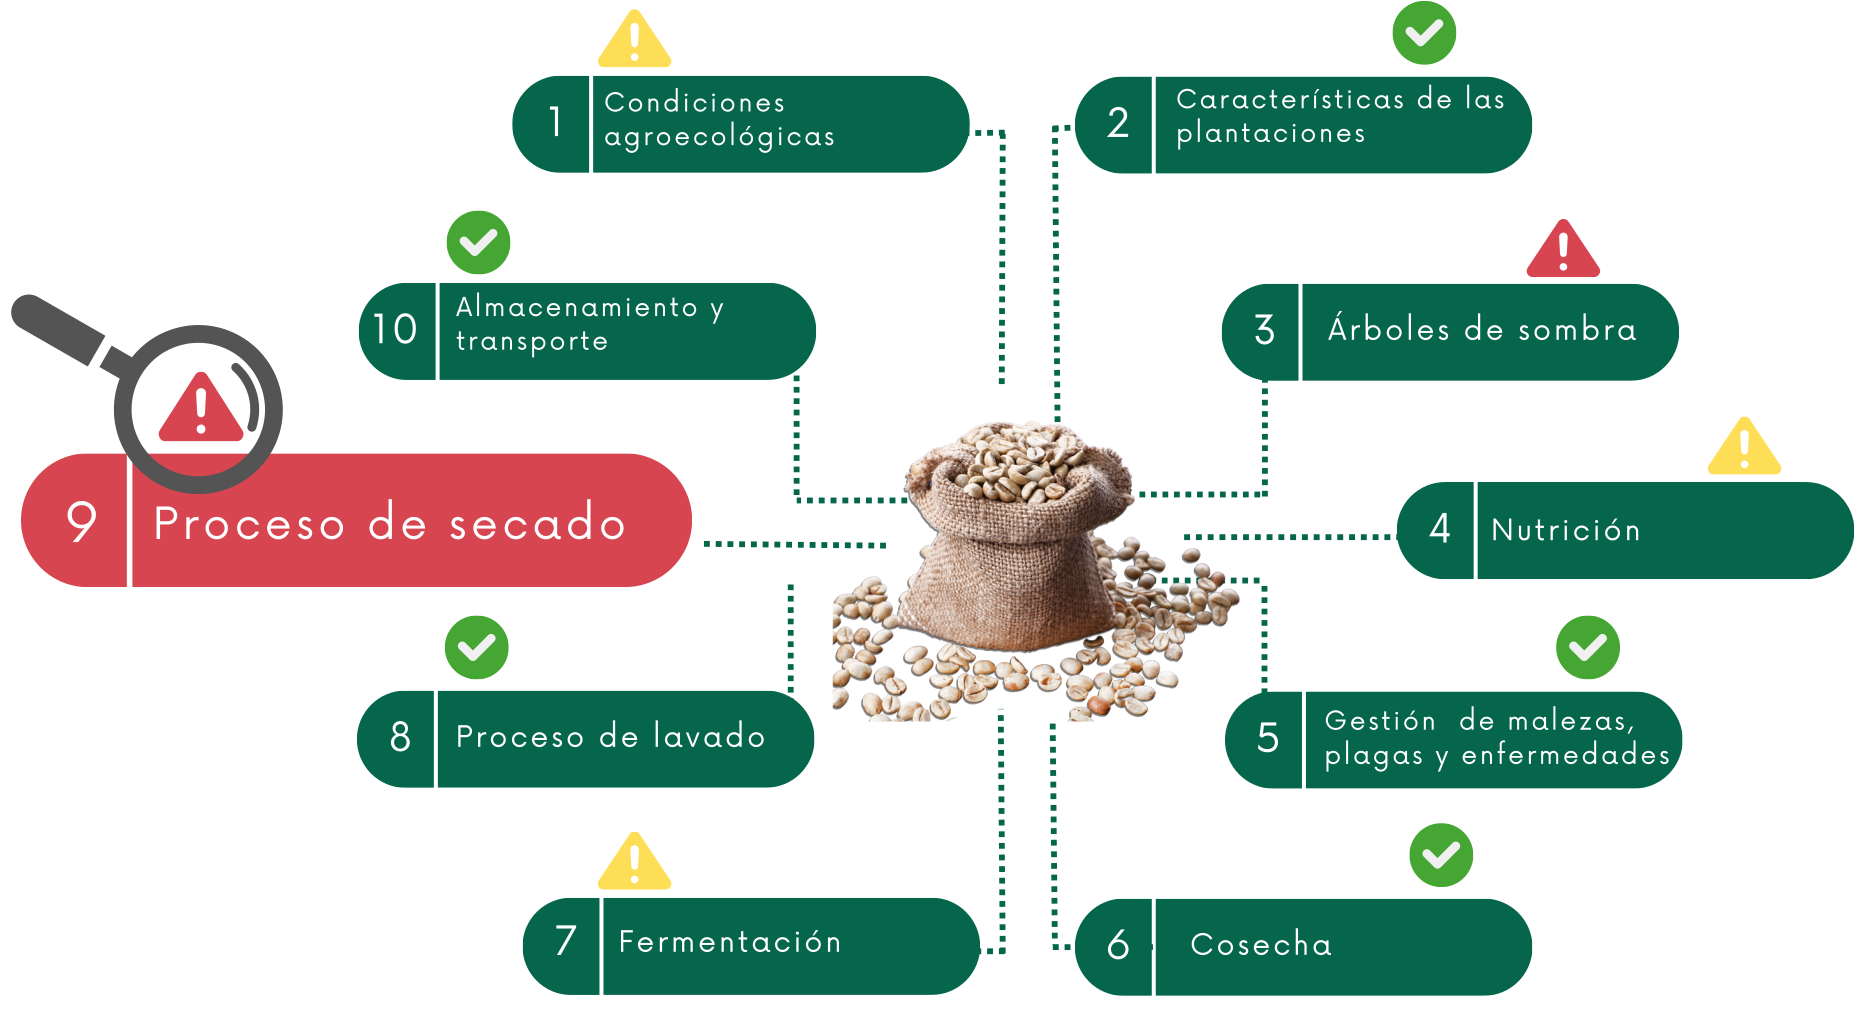 1
Condiciones
agroecológicas
2
Características de las
plantaciones
10
Almacenamiento y
transporte
3
Árboles de sombra
9
Proceso de secado
4
Nutrición
8
Proceso de lavado
5
Gestión de malezas,
plagas y enfermedades
7
Fermentación
6
Cosecha